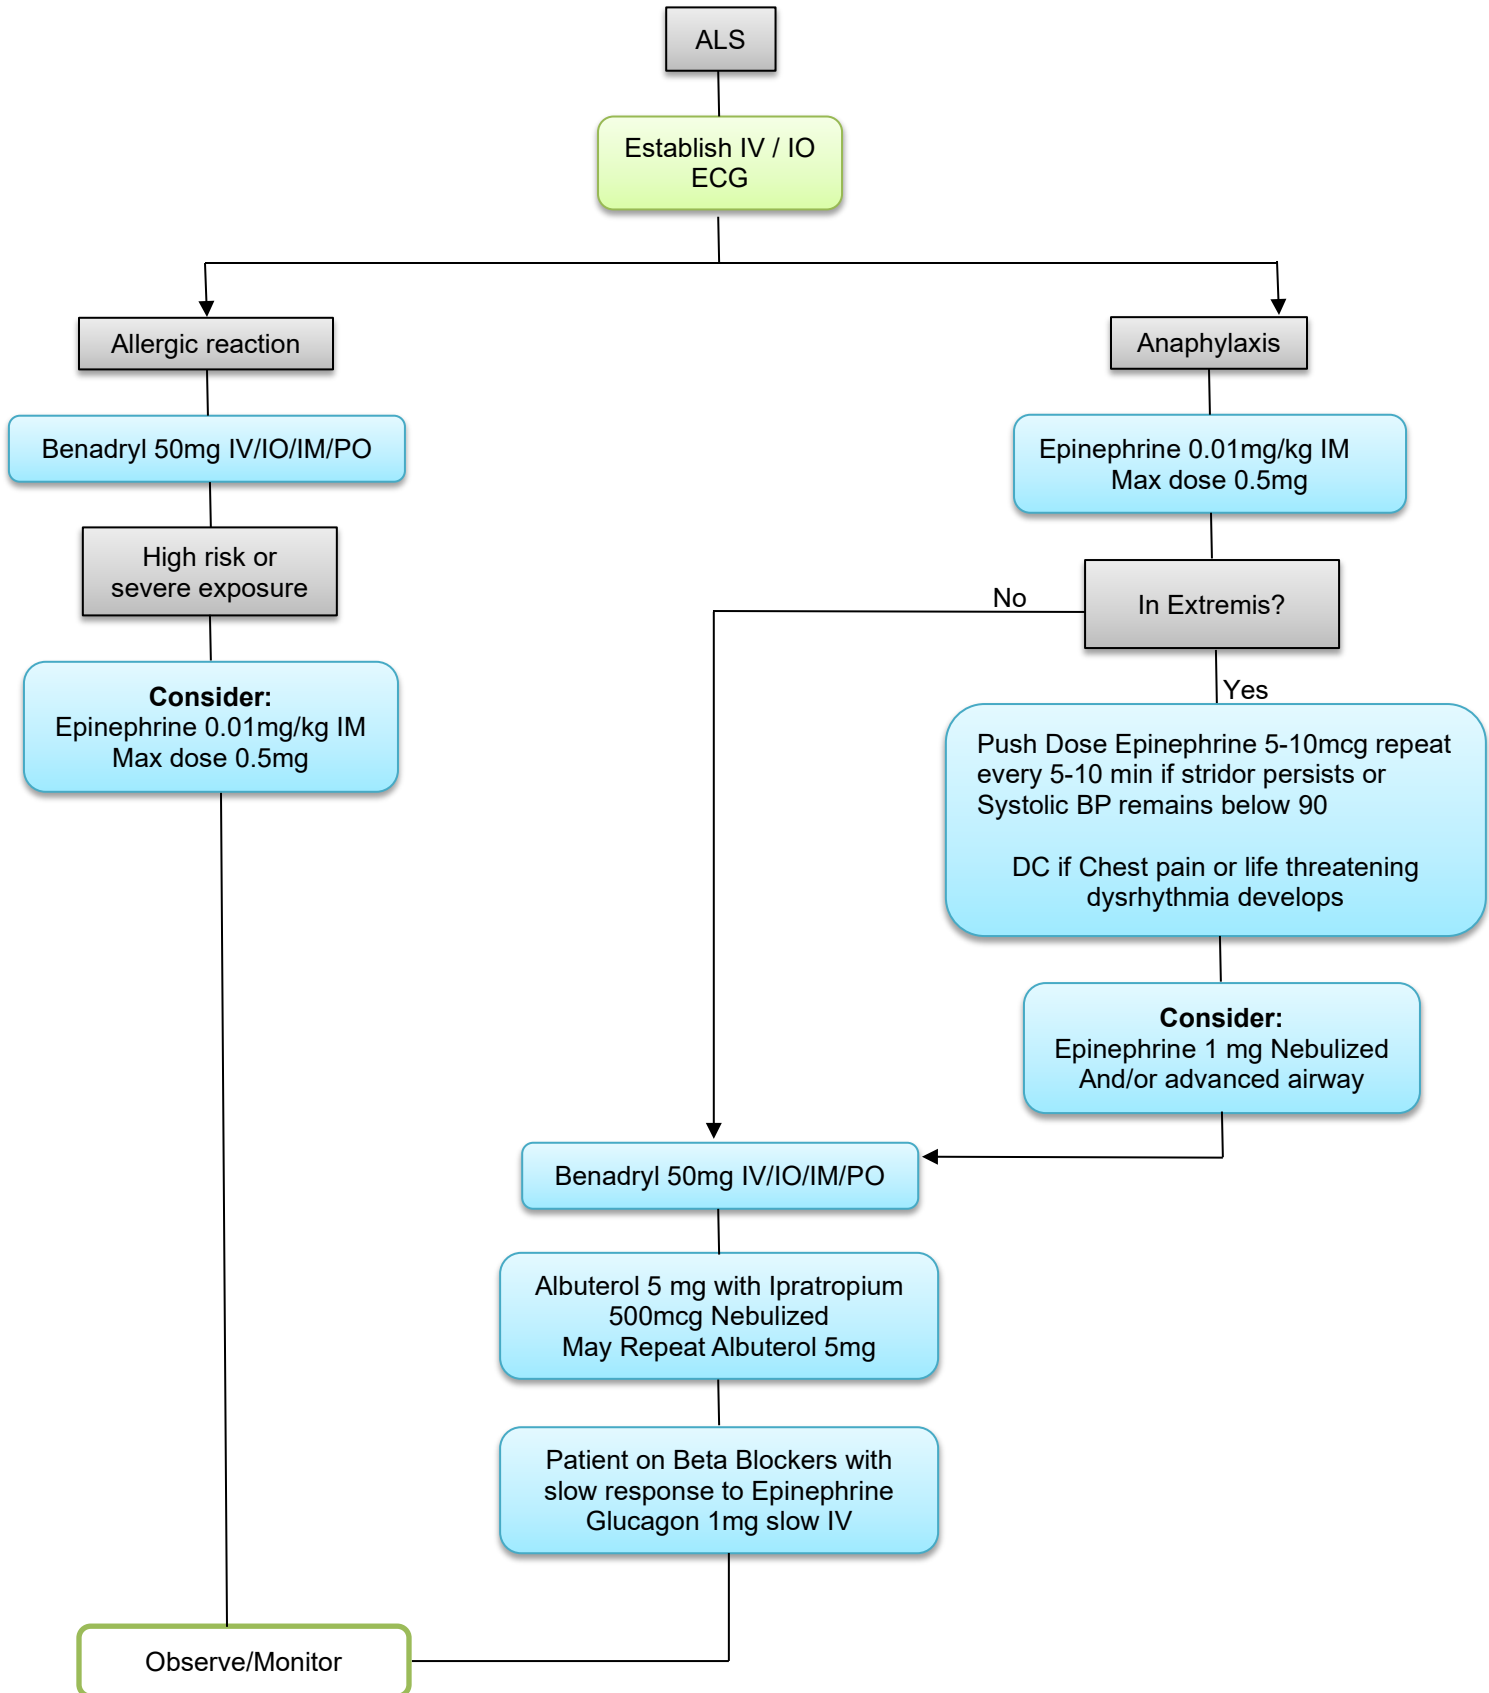 ALS
Establish IV / IO
ECG
Allergic reaction
Anaphylaxis
Benadryl 50mg IV/IO/IM/PO
Epinephrine 0.01mg/kg IM
Max dose 0.5mg
High risk or
severe exposure
In Extremis?
No
Yes
Consider:
Epinephrine 0.01mg/kg IM
Max dose 0.5mg
Push Dose Epinephrine 5-10mcg repeat
every 5-10 min if stridor persists or
Systolic BP remains below 90
DC if Chest pain or life threatening
dysrhythmia develops
Consider:
Epinephrine 1 mg Nebulized
And/or advanced airway
Benadryl 50mg IV/IO/IM/PO
Albuterol 5 mg with Ipratropium
500mcg Nebulized
May Repeat Albuterol 5mg
Patient on Beta Blockers with
slow response to Epinephrine
Glucagon 1mg slow IV
Observe/Monitor